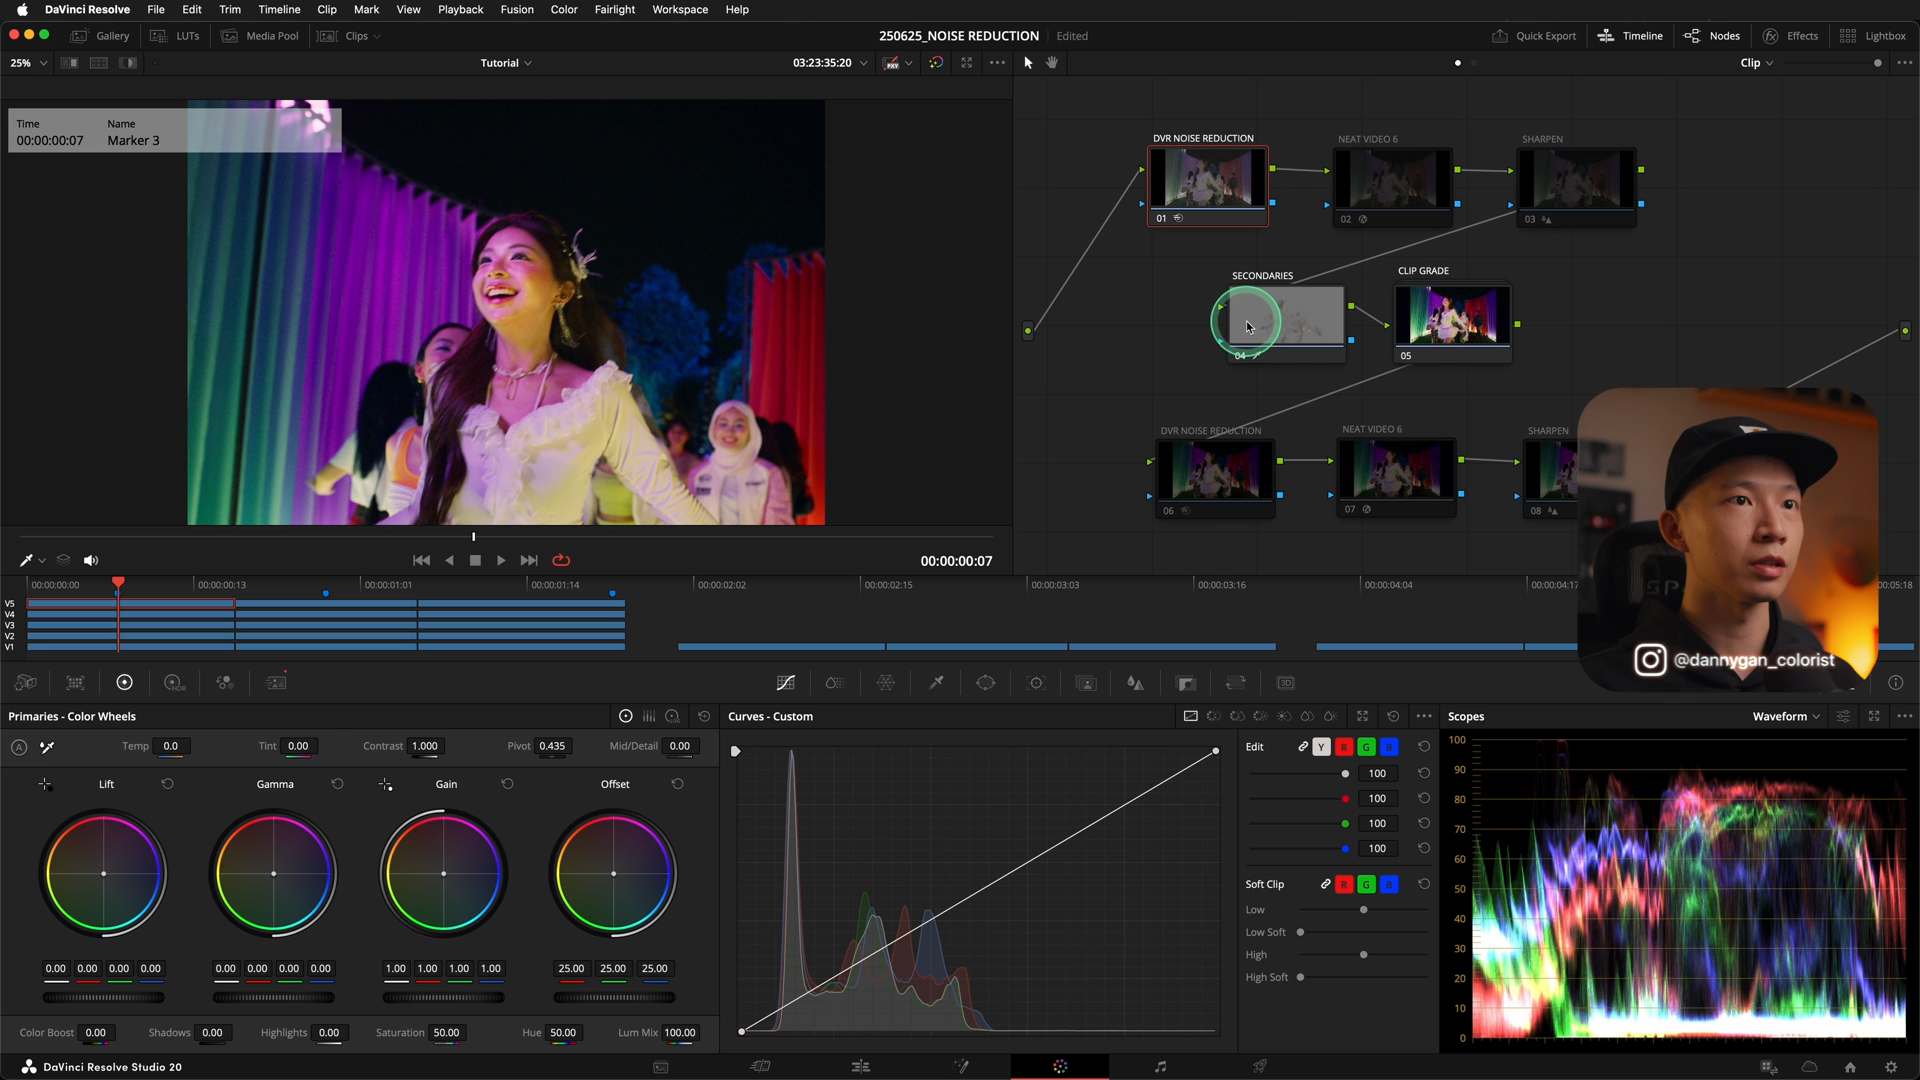 DaVinci Resolve File Edit Trim Timeline Clip Mark View Playback Fusion Color Fairlight Workspace Help
Gallery LUTs Media Pool Clips 250625_NOISE REDUCTION Edited Quick Export Timeline Nodes Effects Lightbox
25% Tutorial 03:23:35:20 Clip
Time Name
00:00:00:07 Marker 3
DVR NOISE REDUCTION NEAT VIDEO 6 SHARPEN
01 02 03
SECONDARIES CLIP GRADE
04 05
DVR NOISE REDUCTION NEAT VIDEO 6 SHARPEN
06 07 08
00:00:00:07
00:00:00:00 00:00:00:13 00:00:01:01 00:00:01:14 00:00:02:02 00:00:02:15 00:00:03:03 00:00:03:16 00:00:04:04 00:00:04:17 00:05:18
V5
V4
V3
V2
V1
@dannygan_colorist
Primaries - Color Wheels Curves - Custom Scopes Waveform
A Temp 0.0 Tint 0.00 Contrast 1.000 Pivot 0.435 Mid/Detail 0.00
Lift Gamma Gain Offset
0.00 0.00 0.00 0.00 0.00 0.00 0.00 0.00 1.00 1.00 1.00 1.00 25.00 25.00 25.00
Color Boost 0.00 Shadows 0.00 Highlights 0.00 Saturation 50.00 Hue 50.00 Lum Mix 100.00
Edit Y R G B
100
100
100
100
Soft Clip R G B
Low
Low Soft
High
High Soft
100
90
80
70
60
50
40
30
20
10
0
DaVinci Resolve Studio 20